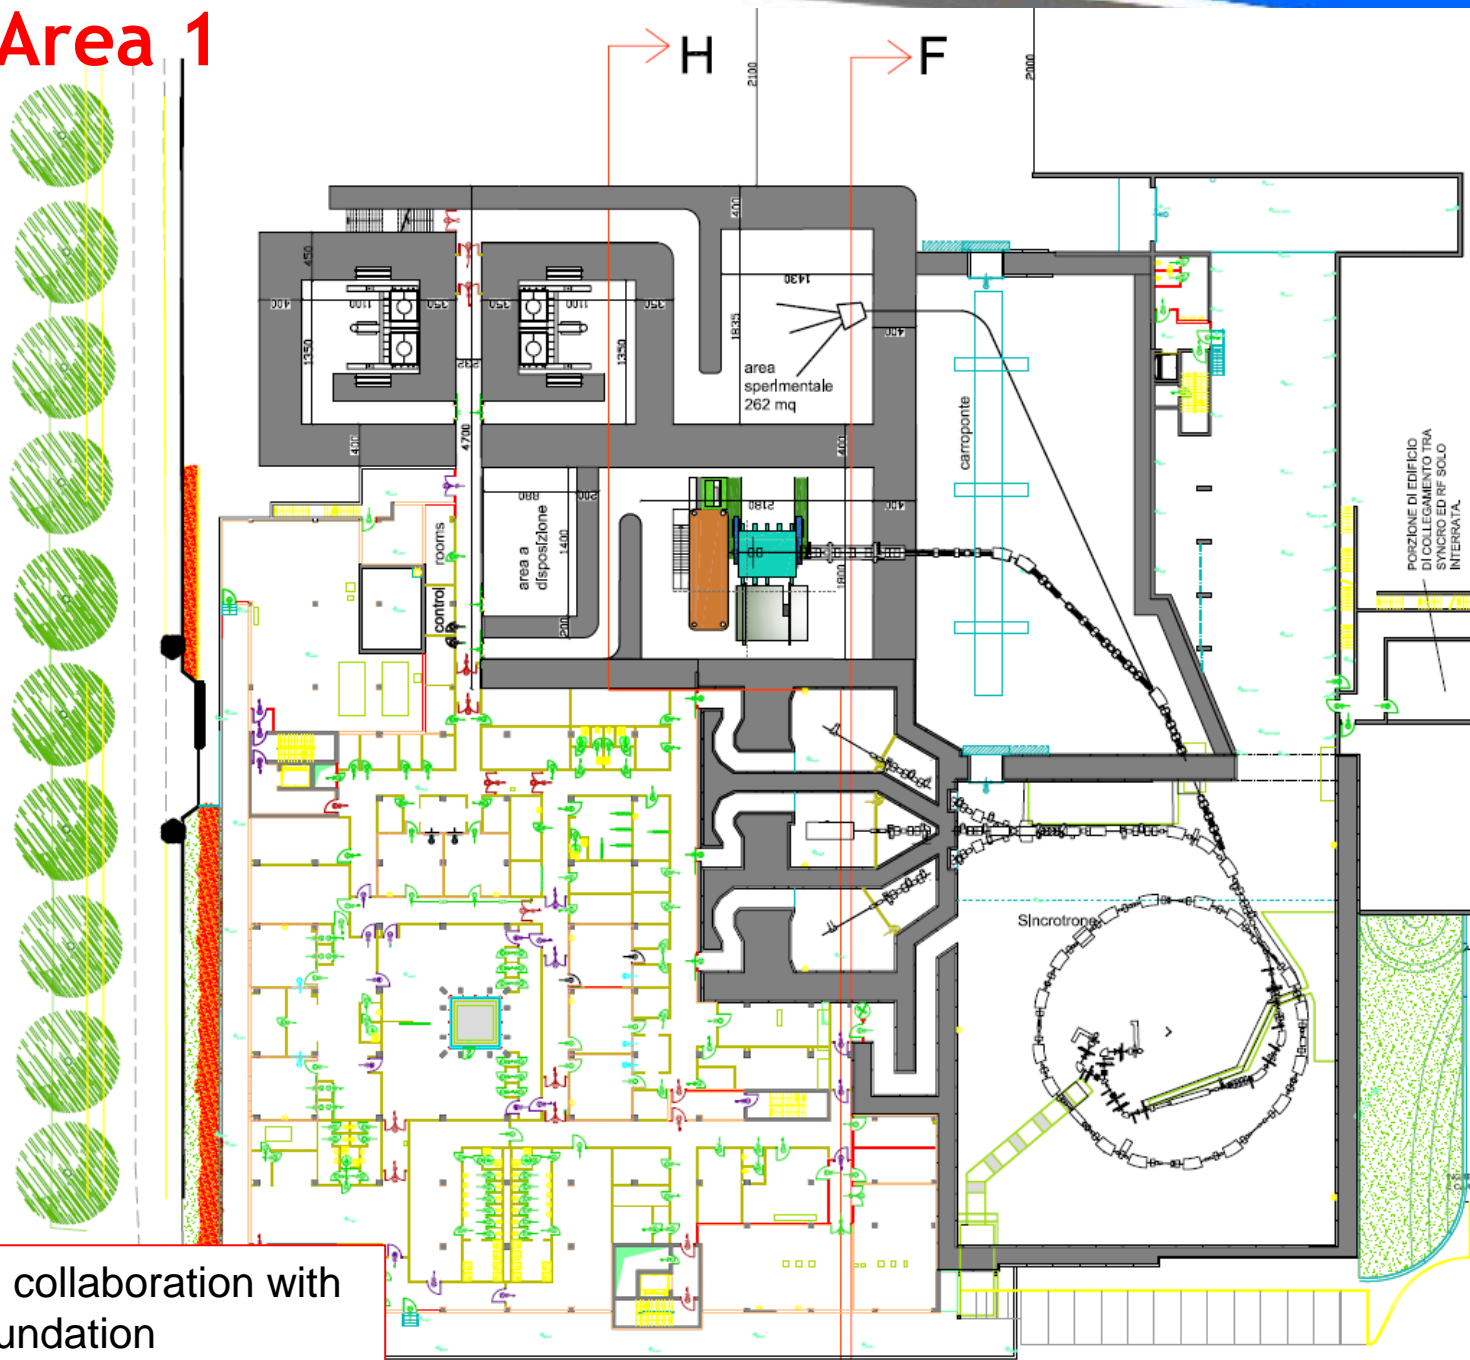 Area 1
H
F
2100
2000
400
450
1430
400
1100
350
350
1100
350
1835
400
1350
1350
area
sperimentale
262 mq
carroponte
4700
400
400
PORZIONE DI EDIFICIO
DI COLLEGAMENTO TRA
SYNCRO ED RF SOLO
INTERRATA.
880
200
2180
400
area a
disposizione
1400
control rooms
1800
200
Sincrotrone
collaboration with
undation